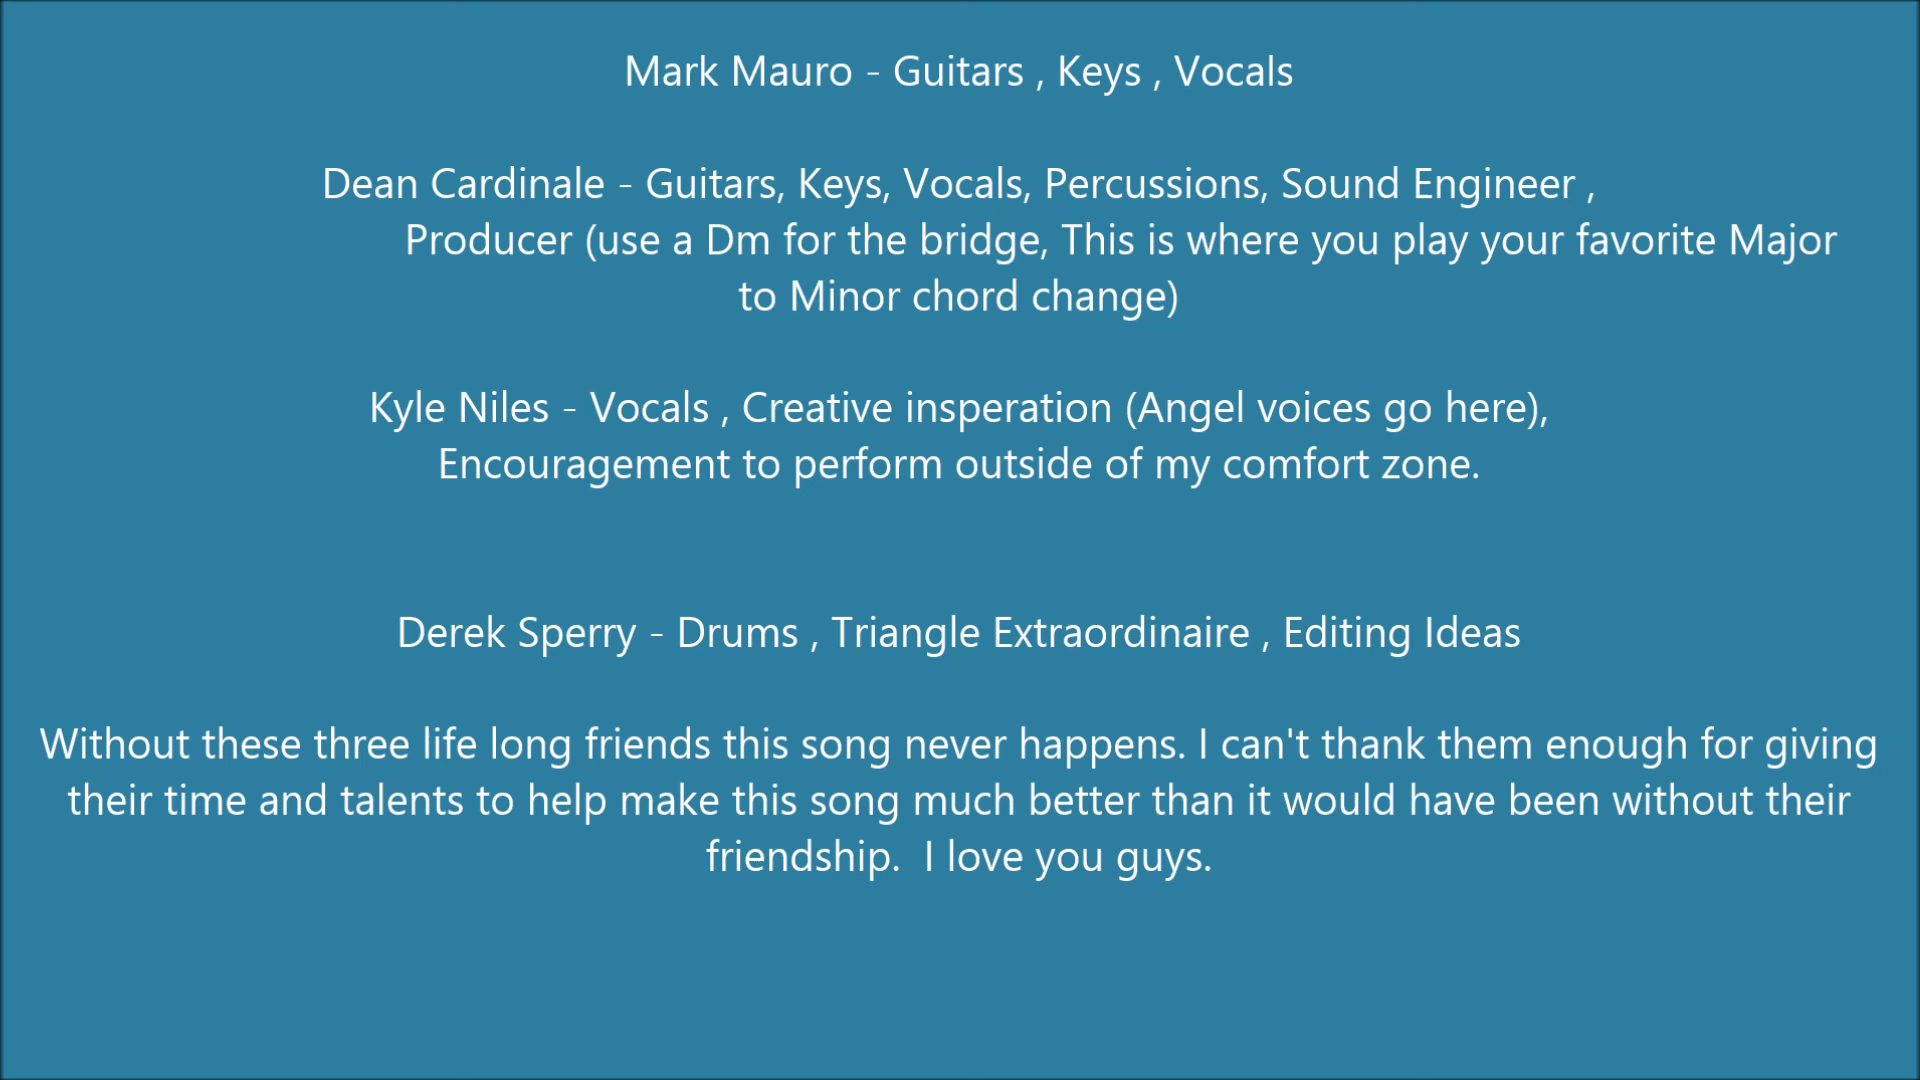 Mark Mauro - Guitars , Keys , Vocals
Dean Cardinale - Guitars, Keys, Vocals, Percussions, Sound Engineer ,
Producer (use a Dm for the bridge, This is where you play your favorite Major
to Minor chord change)
Kyle Niles - Vocals , Creative insperation (Angel voices go here),
Encouragement to perform outside of my comfort zone.
Derek Sperry - Drums , Triangle Extraordinaire , Editing Ideas
Without these three life long friends this song never happens. I can't thank them enough for giving
their time and talents to help make this song much better than it would have been without their
friendship.  I love you guys.